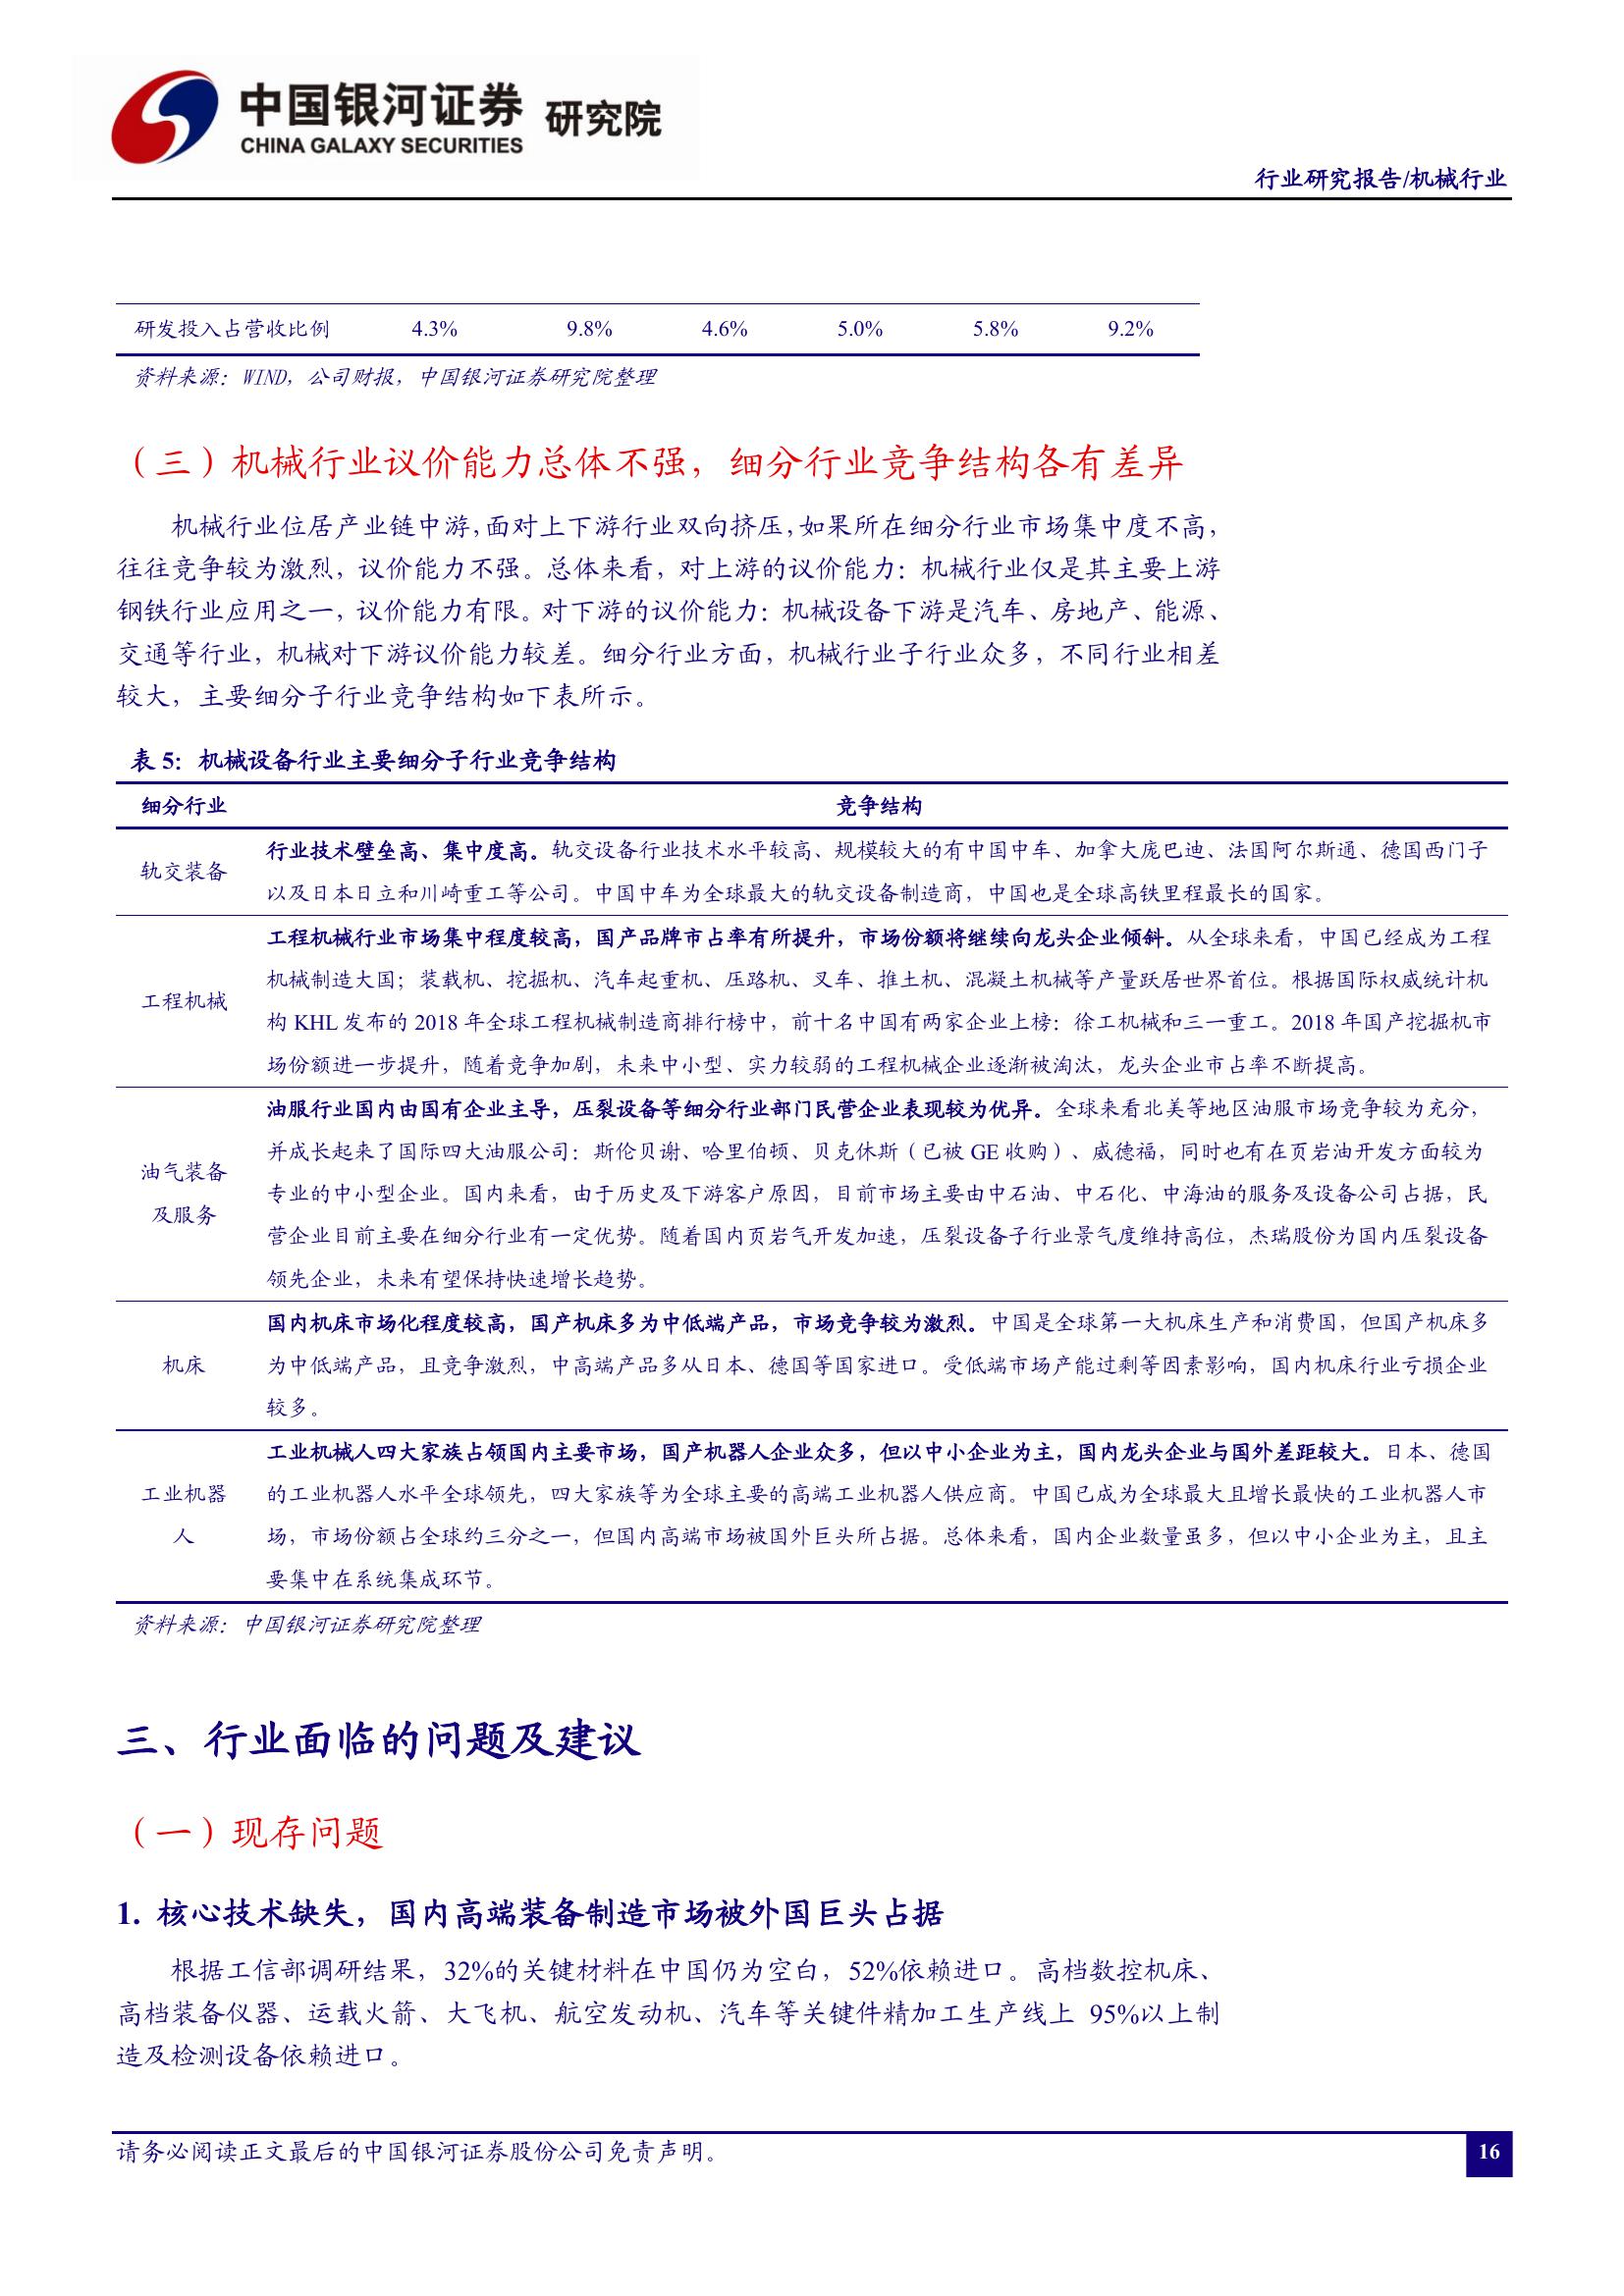 中国银河证券 研究院
CHINA GALAXY SECURITIES
行业研究报告/机械行业
研发投入占营收比例 4.3% 9.8% 4.6% 5.0% 5.8% 9.2%
资料来源：WIND，公司财报，中国银河证券研究院整理
（三）机械行业议价能力总体不强，细分行业竞争结构各有差异
机械行业位居产业链中游，面对上下游行业双向挤压，如果所在细分行业市场集中度不高，
往往竞争较为激烈，议价能力不强。总体来看，对上游的议价能力：机械行业仅是其主要上游
钢铁行业应用之一，议价能力有限。对下游的议价能力：机械设备下游是汽车、房地产、能源、
交通等行业，机械对下游议价能力较差。细分行业方面，机械行业子行业众多，不同行业相差
较大，主要细分子行业竞争结构如下表所示。
表 5：机械设备行业主要细分子行业竞争结构
细分行业 竞争结构
轨交装备
行业技术壁垒高、集中度高。轨交设备行业技术水平较高、规模较大的有中国中车、加拿大庞巴迪、法国阿尔斯通、德国西门子
以及日本日立和川崎重工等公司。中国中车为全球最大的轨交设备制造商，中国也是全球高铁里程最长的国家。
工程机械
工程机械行业市场集中程度较高，国产品牌市占率有所提升，市场份额将继续向龙头企业倾斜。从全球来看，中国已经成为工程
机械制造大国；装载机、挖掘机、汽车起重机、压路机、叉车、推土机、混凝土机械等产量跃居世界首位。根据国际权威统计机
构 KHL 发布的 2018 年全球工程机械制造商排行榜中，前十名中国有两家企业上榜：徐工机械和三一重工。2018 年国产挖掘机市
场份额进一步提升，随着竞争加剧，未来中小型、实力较弱的工程机械企业逐渐被淘汰，龙头企业市占率不断提高。
油气装备
及服务
油服行业国内由国有企业主导，压裂设备等细分行业部门民营企业表现较为优异。全球来看北美等地区油服市场竞争较为充分，
并成长起来了国际四大油服公司：斯伦贝谢、哈里伯顿、贝克休斯（已被 GE 收购）、威德福，同时也有在页岩油开发方面较为
专业的中小型企业。国内来看，由于历史及下游客户原因，目前市场主要由中石油、中石化、中海油的服务及设备公司占据，民
营企业目前主要在细分行业有一定优势。随着国内页岩气开发加速，压裂设备子行业景气度维持高位，杰瑞股份为国内压裂设备
领先企业，未来有望保持快速增长趋势。
机床
国内机床市场化程度较高，国产机床多为中低端产品，市场竞争较为激烈。中国是全球第一大机床生产和消费国，但国产机床多
为中低端产品，且竞争激烈，中高端产品多从日本、德国等国家进口。受低端市场产能过剩等因素影响，国内机床行业亏损企业
较多。
工业机器
人
工业机械人四大家族占领国内主要市场，国产机器人企业众多，但以中小企业为主，国内龙头企业与国外差距较大。日本、德国
的工业机器人水平全球领先，四大家族等为全球主要的高端工业机器人供应商。中国已成为全球最大且增长最快的工业机器人市
场，市场份额占全球约三分之一，但国内高端市场被国外巨头所占据。总体来看，国内企业数量虽多，但以中小企业为主，且主
要集中在系统集成环节。
资料来源：中国银河证券研究院整理
三、行业面临的问题及建议
（一）现存问题
1. 核心技术缺失，国内高端装备制造市场被外国巨头占据
根据工信部调研结果，32%的关键材料在中国仍为空白，52%依赖进口。高档数控机床、
高档装备仪器、运载火箭、大飞机、航空发动机、汽车等关键件精加工生产线上 95%以上制
造及检测设备依赖进口。
请务必阅读正文最后的中国银河证券股份公司免责声明。
16